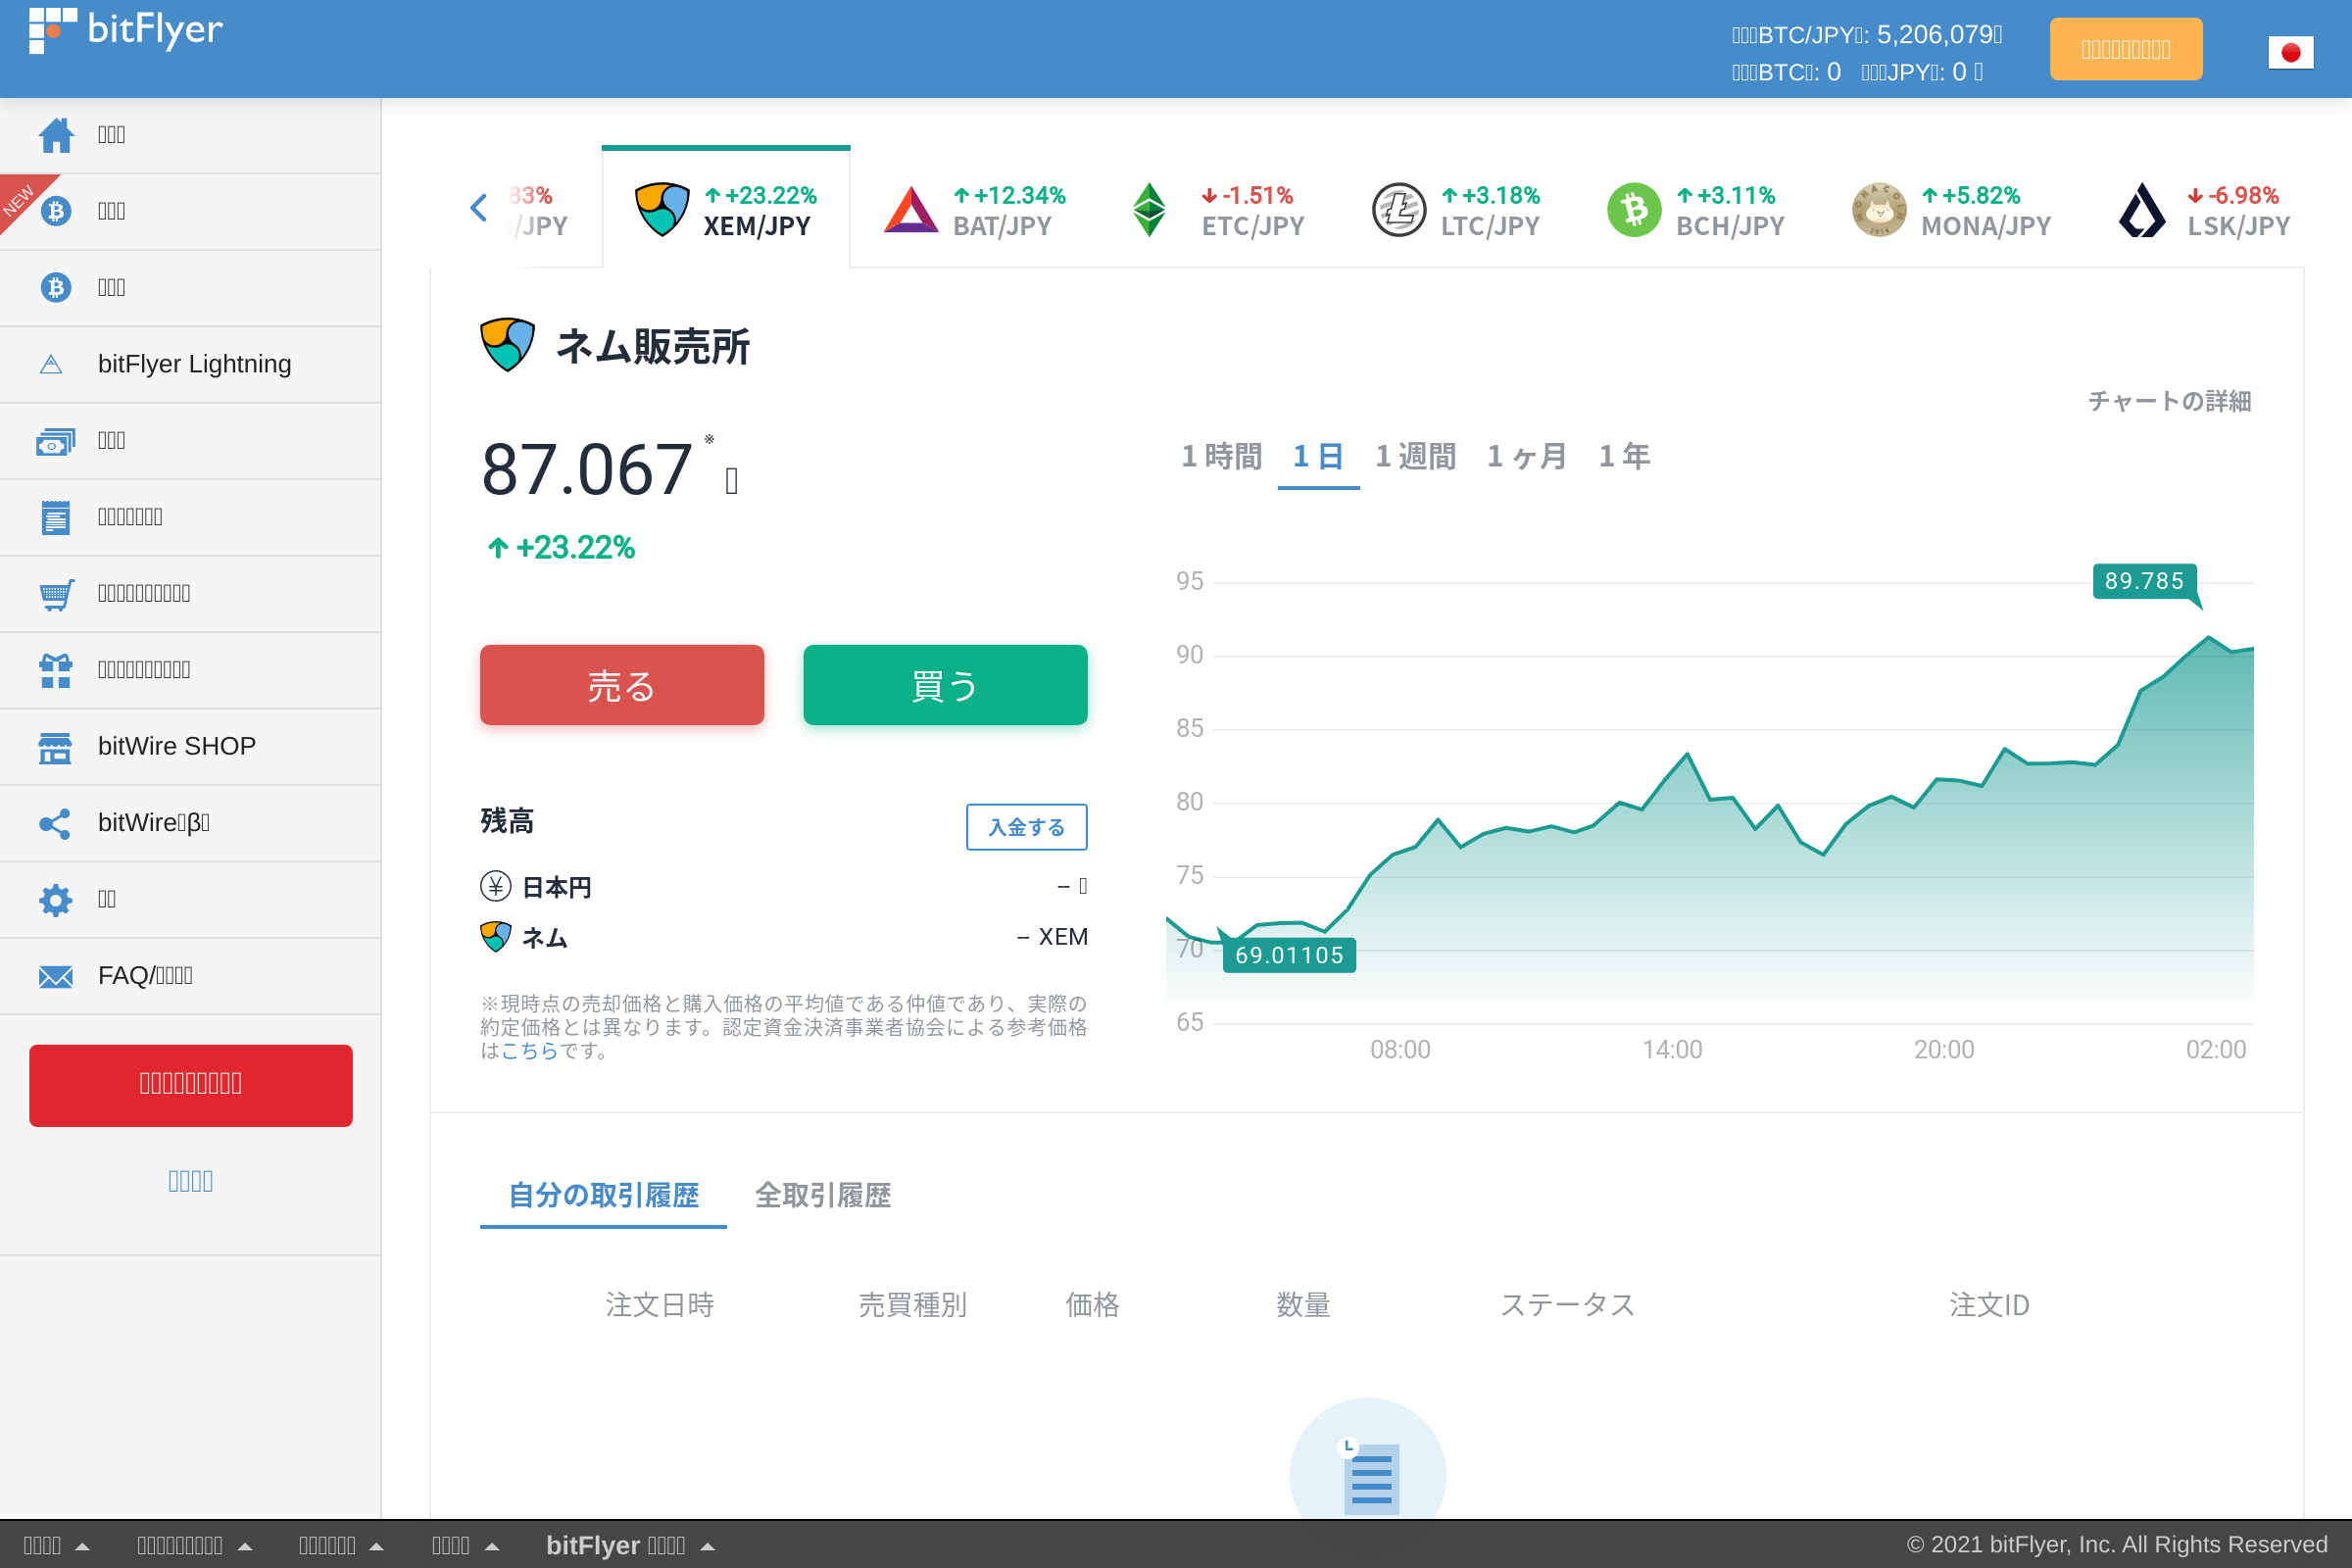 bitFlyer
BTC/JPY: 5,206,079
BTC: 0 JPY: 0
NEW
bitFlyer Lightning
bitWire SHOP
bitWire β
FAQ/
83% /JPY
+23.22% XEM/JPY
+12.34% BAT/JPY
-1.51% ETC/JPY
+3.18% LTC/JPY
+3.11% BCH/JPY
+5.82% MONA/JPY
-6.98% LSK/JPY
ネム販売所
チャートの詳細
87.067 ※
+23.22%
1 時間 1 日 1 週間 1 ヶ月 1 年
売る 買う
残高 入金する
日本円 --
ネム -- XEM
※現時点の売却価格と購入価格の平均値である仲値であり、実際の
約定価格とは異なります。認定資金決済事業者協会による参考価格
はこちらです。
95
90
85
80
75
70
65
89.785
69.01105
08:00 14:00 20:00 02:00
自分の取引履歴 全取引履歴
注文日時 売買種別 価格 数量 ステータス 注文ID
bitFlyer
© 2021 bitFlyer, Inc. All Rights Reserved